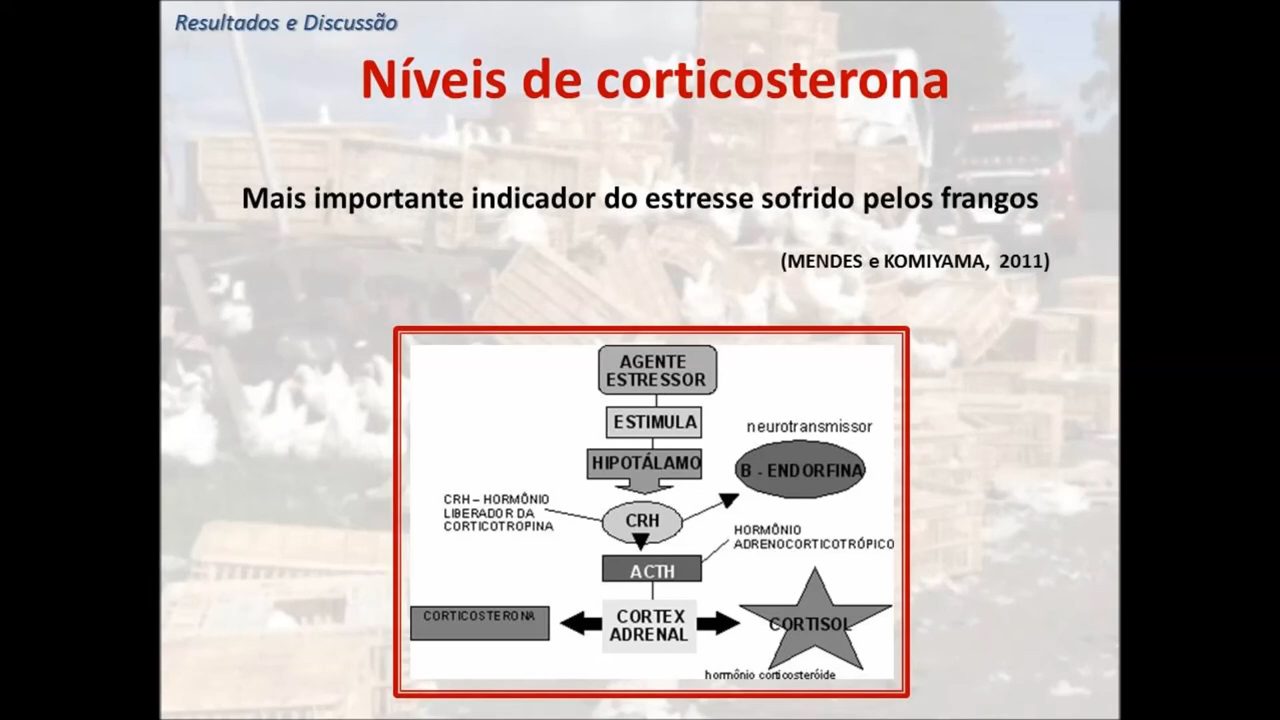 Resultados e Discussão
Níveis de corticosterona
Mais importante indicador do estresse sofrido pelos frangos
(MENDES e KOMIYAMA, 2011)
AGENTE
ESTRESSOR
ESTIMULA
neurotransmissor
HIPOTÁLAMO
B - ENDORFINA
CRH – HORMÔNIO
LIBERADOR DA
CORTICOTROPINA
CRH
HORMÔNIO
ADRENOCORTICOTRÓPICO
ACTH
CORTICOSTERONA
CORTEX
ADRENAL
CORTISOL
hormônio corticosteróide